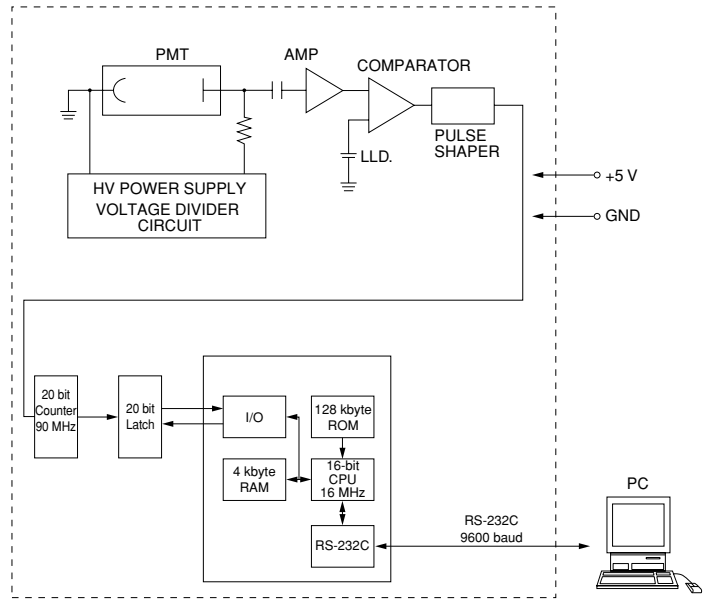 PMT
AMP
COMPARATOR
LLD.
PULSE
SHAPER
HV POWER SUPPLY
VOLTAGE DIVIDER
CIRCUIT
+5 V
GND
20 bit
Counter
90 MHz
20 bit
Latch
I/O
128 kbyte
ROM
4 kbyte
RAM
16-bit
CPU
16 MHz
RS-232C
RS-232C
9600 baud
PC